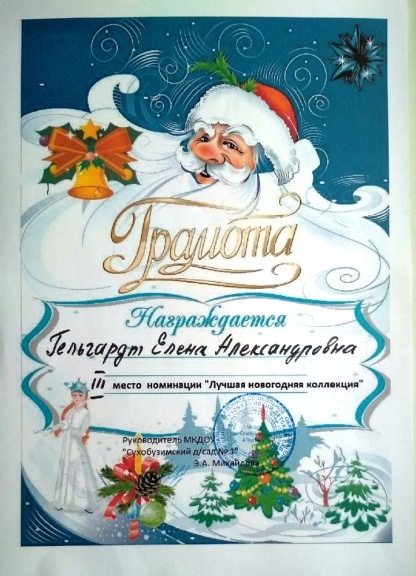 Грамота
Награждается
Гельгардт Елена Александровна
III место номинации "Лучшая новогодняя коллекция"
Руководитель МКДОУ
"Сухобузимский д/сад № 1"
Э.А. Михайлова